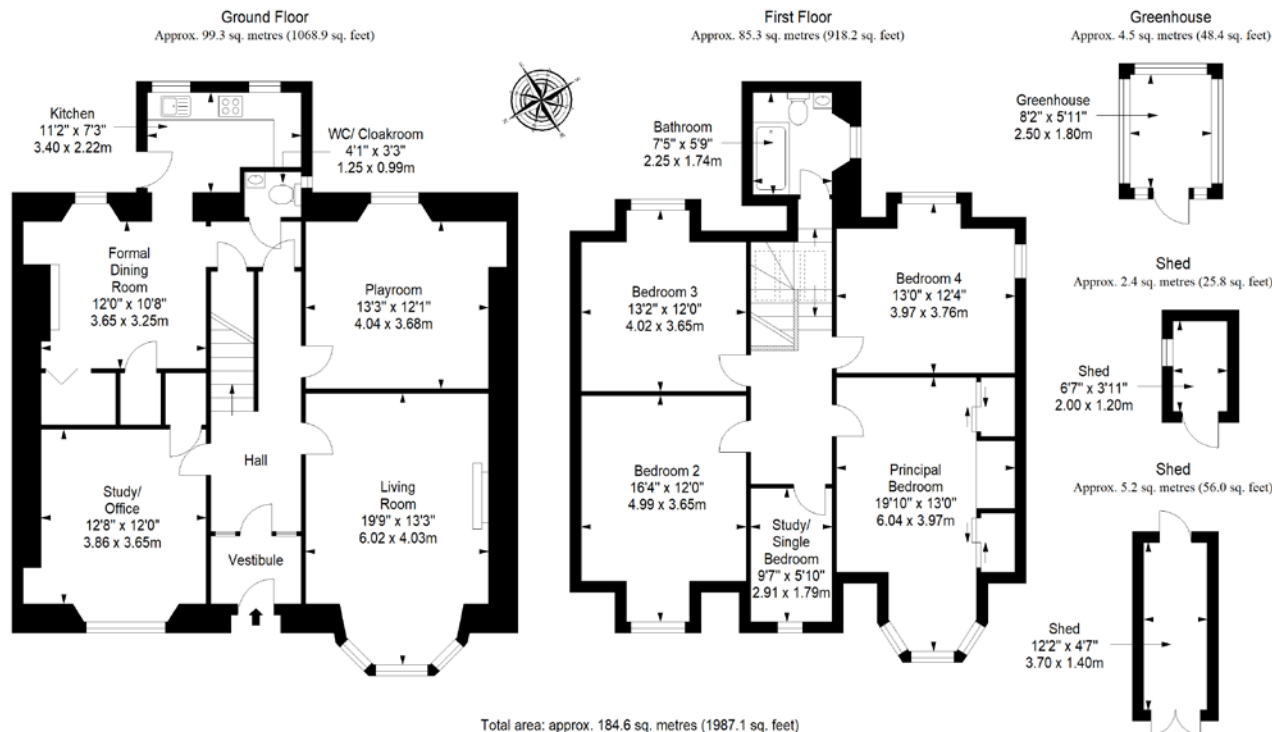 Ground Floor
Approx. 99.3 sq. metres (1068.9 sq. feet)
Kitchen
11'2" x 7'3"
3.40 x 2.22m
WC/ Cloakroom
4'1" x 3'3"
1.25 x 0.99m
Formal
Dining
Room
12'0" x 10'8"
3.65 x 3.25m
Playroom
13'3" x 12'1"
4.04 x 3.68m
Hall
Study/
Office
12'8" x 12'0"
3.86 x 3.65m
Living
Room
19'9" x 13'3"
6.02 x 4.03m
Vestibule
First Floor
Approx. 85.3 sq. metres (918.2 sq. feet)
Bathroom
7'5" x 5'9"
2.25 x 1.74m
Bedroom 3
13'2" x 12'0"
4.02 x 3.65m
Bedroom 4
13'0" x 12'4"
3.97 x 3.76m
Bedroom 2
16'4" x 12'0"
4.99 x 3.65m
Principal
Bedroom
19'10" x 13'0"
6.04 x 3.97m
Study/
Single
Bedroom
9'7" x 5'10"
2.91 x 1.79m
Greenhouse
Approx. 4.5 sq. metres (48.4 sq. feet)
Greenhouse
8'2" x 5'11"
2.50 x 1.80m
Shed
Approx. 2.4 sq. metres (25.8 sq. feet)
Shed
6'7" x 3'11"
2.00 x 1.20m
Shed
Approx. 5.2 sq. metres (56.0 sq. feet)
Shed
12'2" x 4'7"
3.70 x 1.40m
Total area: approx. 184.6 sq. metres (1987.1 sq. feet)